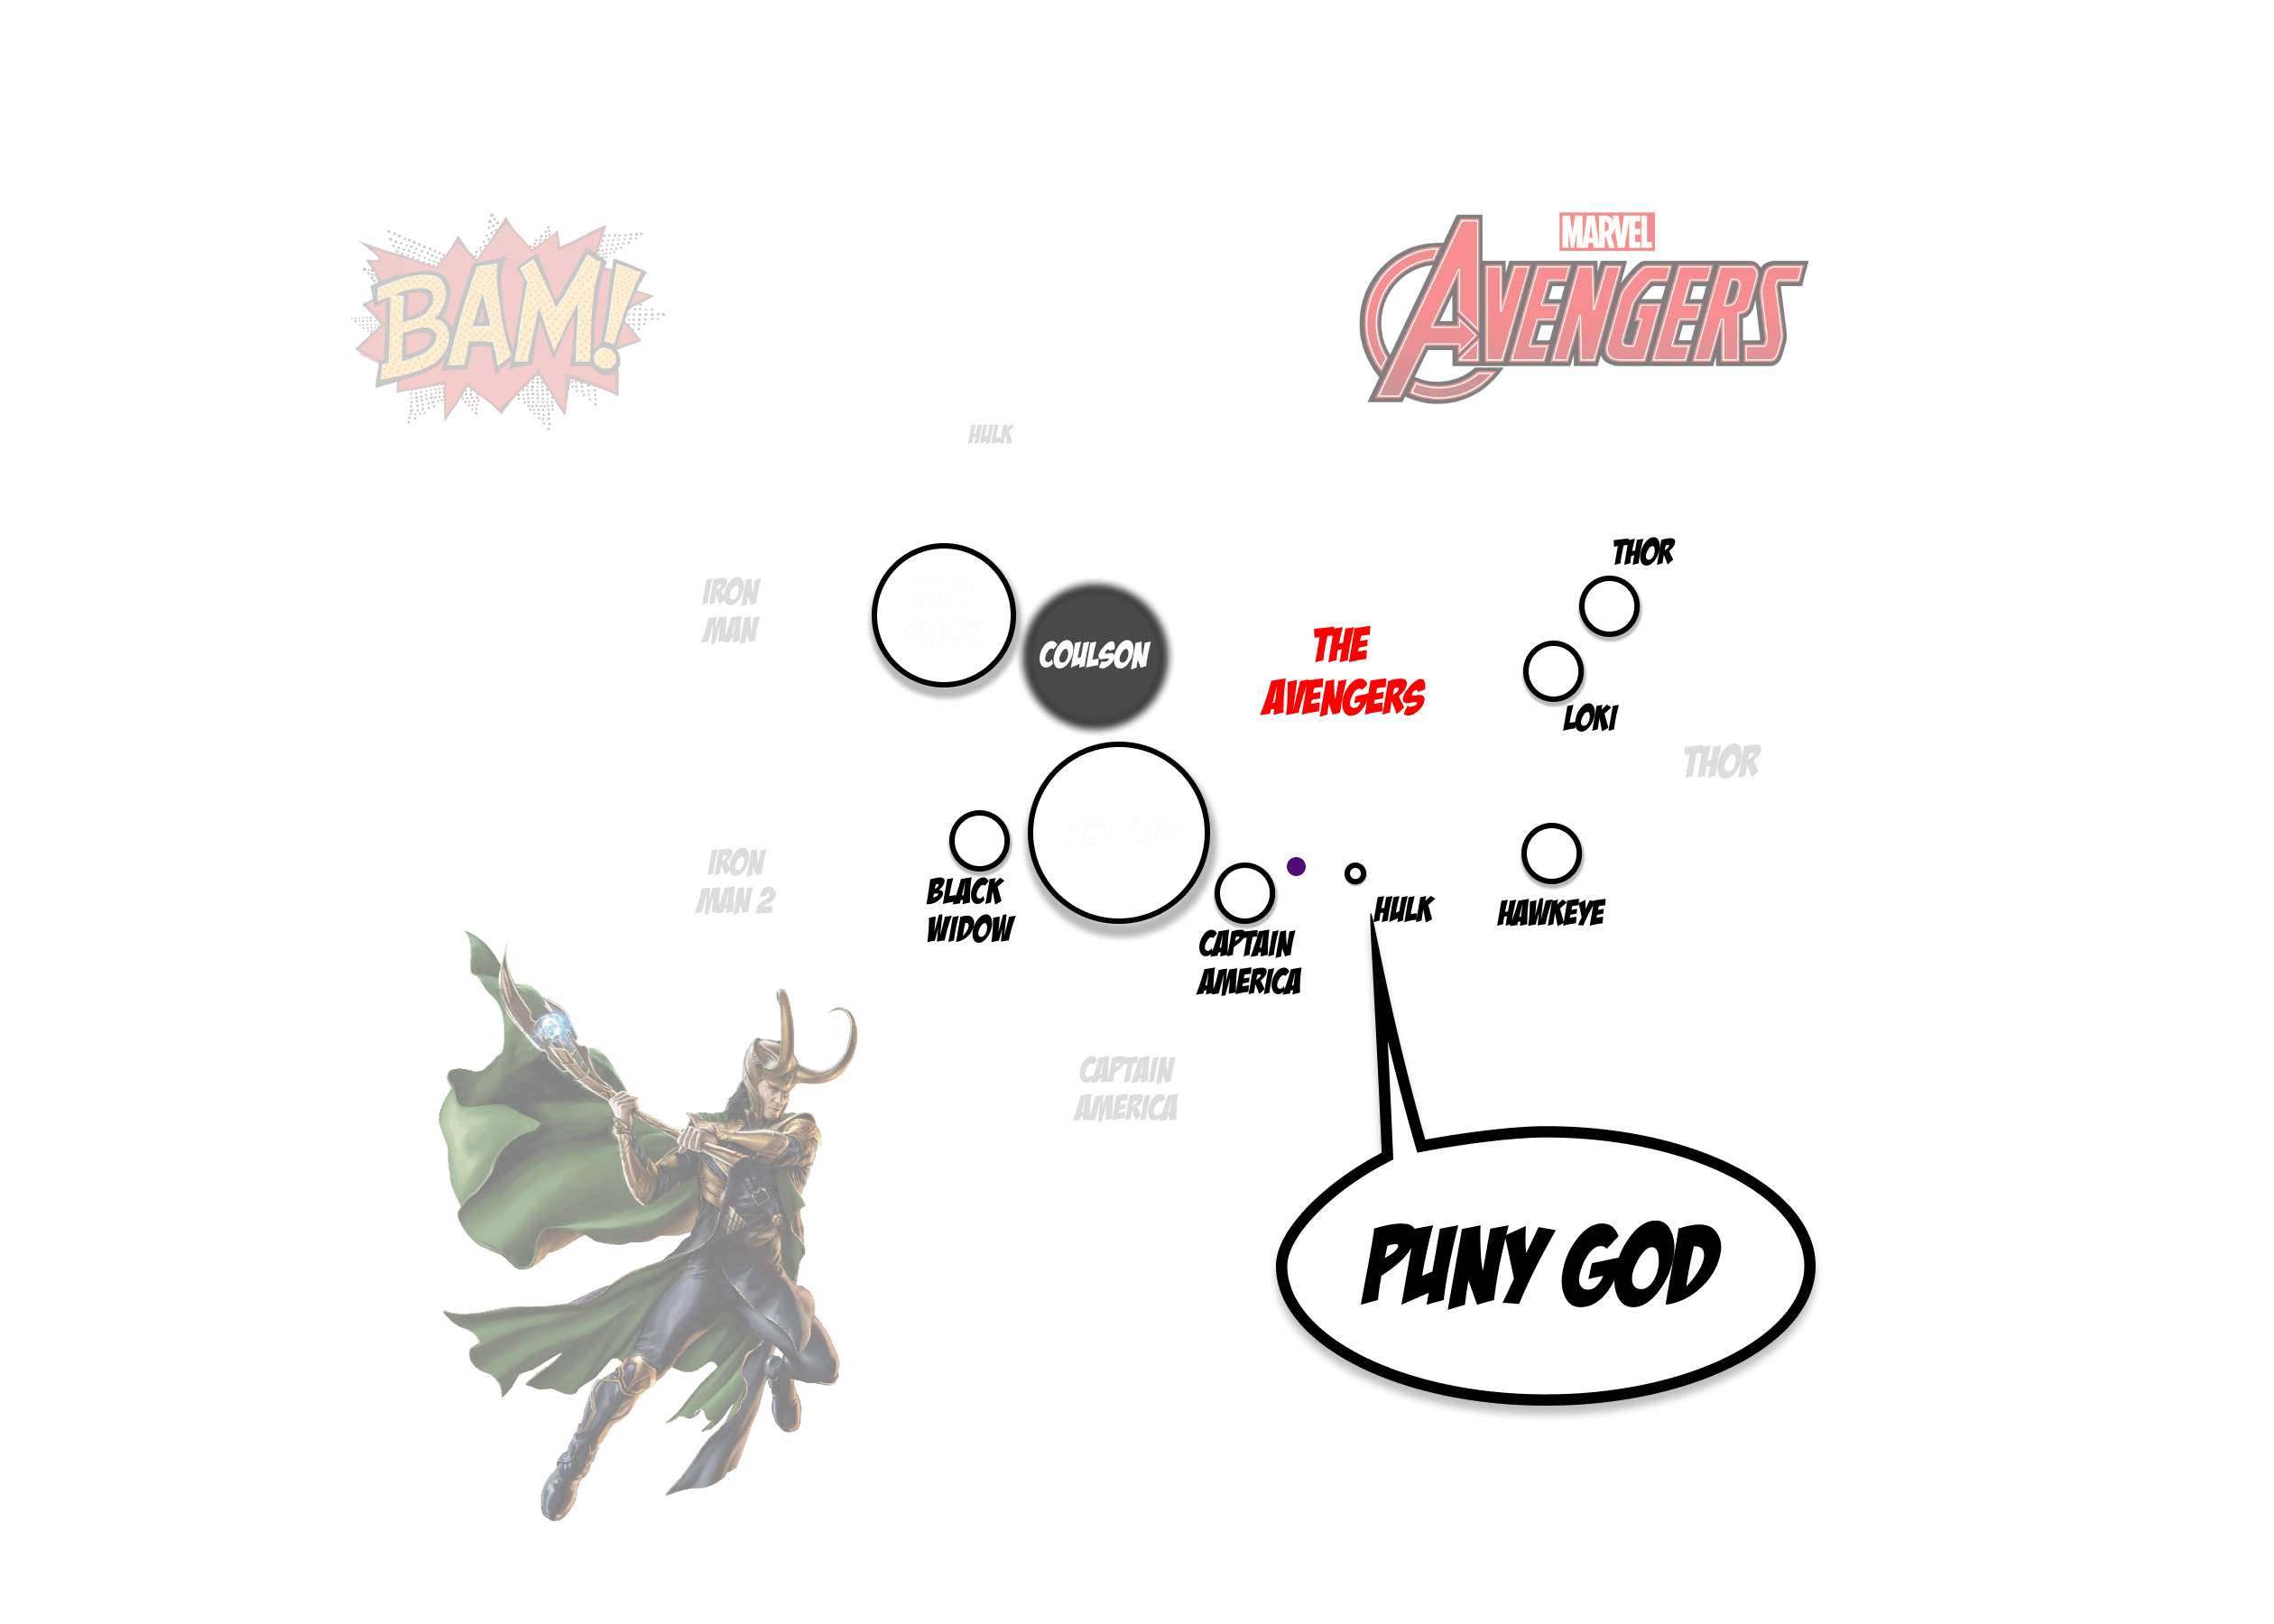 BAM!
MARVEL
AVENGERS
HULK
THOR
IRON
MAN
COULSON
THE
AVENGERS
LOKI
THOR
IRON
MAN 2
BLACK
WIDOW
HULK
HAWKEYE
CAPTAIN
AMERICA
CAPTAIN
AMERICA
PUNY GOD